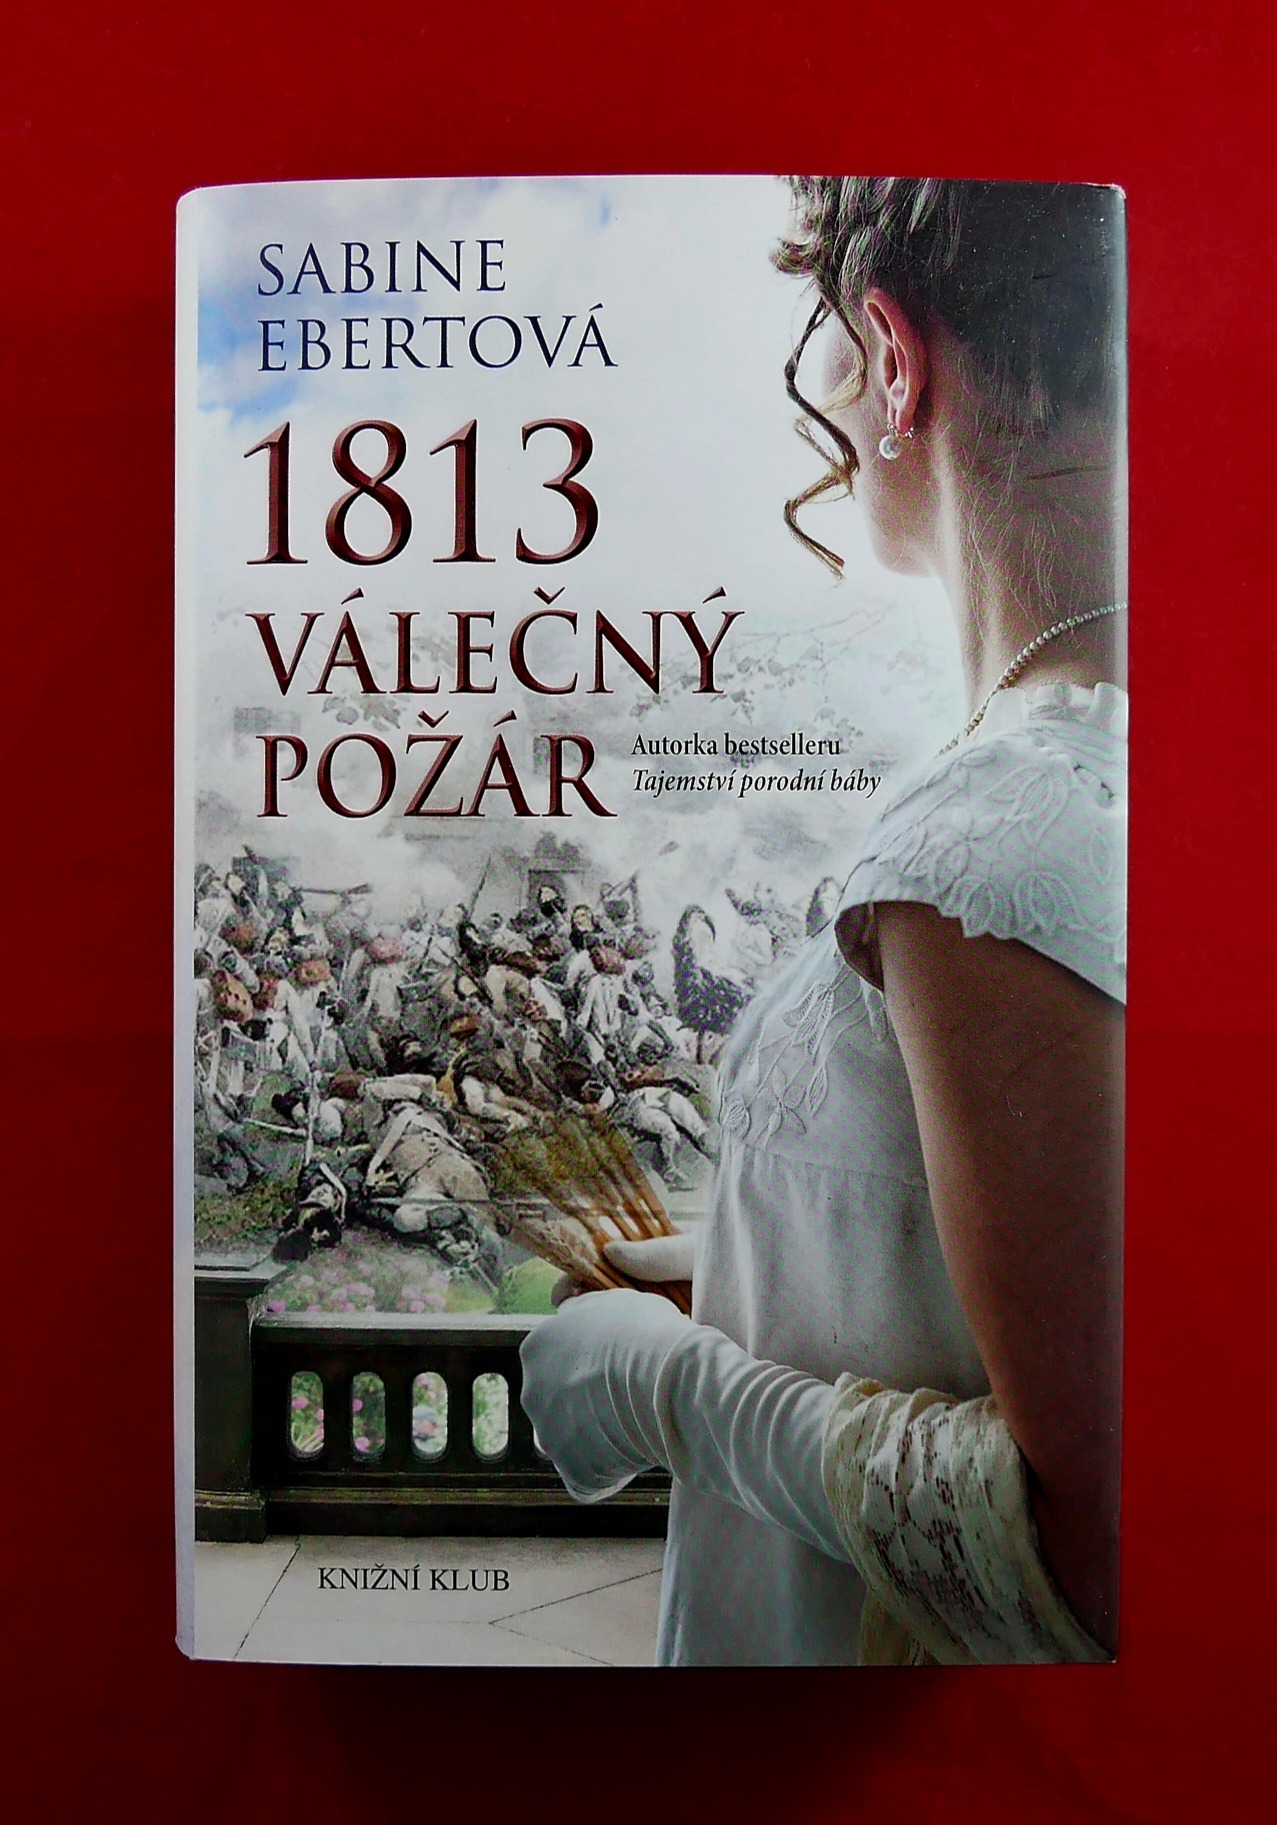 SABINE
EBERTOVÁ
1813
VÁLEČNÝ
POŽÁR
Autorka bestselleru
Tajemství porodní báby
KNIŽNÍ KLUB